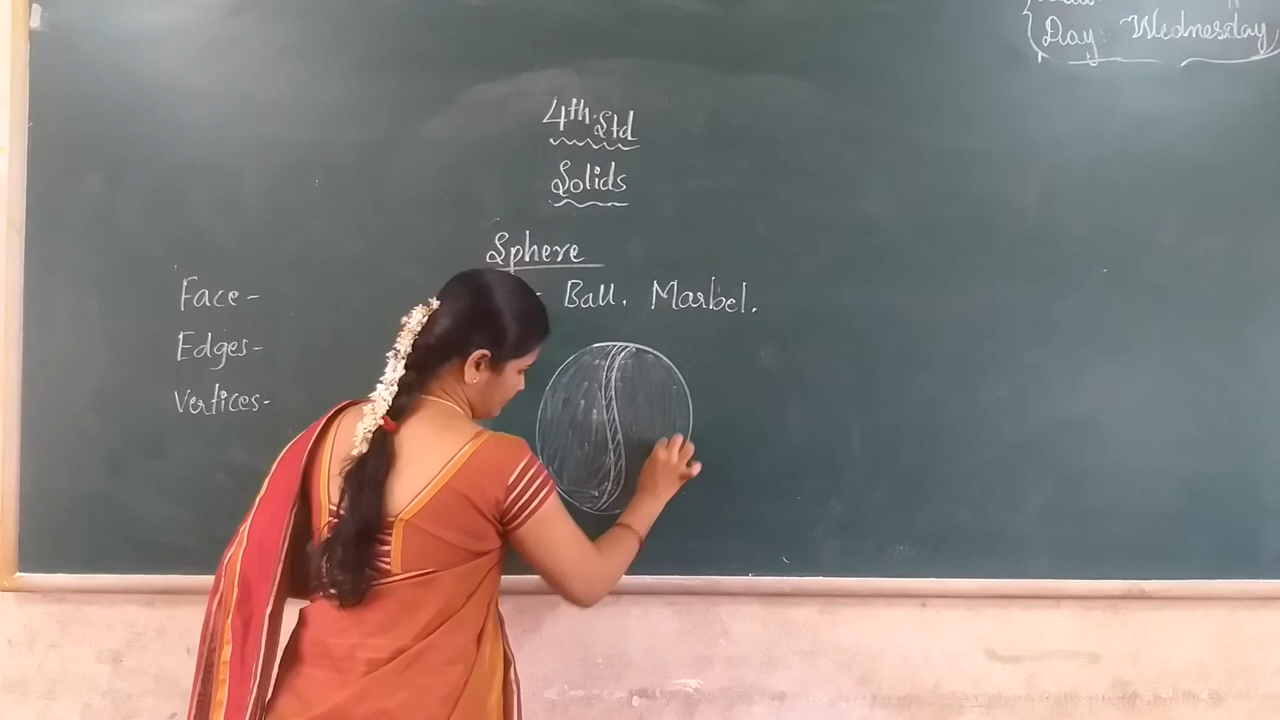 Day: Wednesday
4th Std
Solids
Sphere
Face - - Ball, Marbel.
Edges-
Vertices-